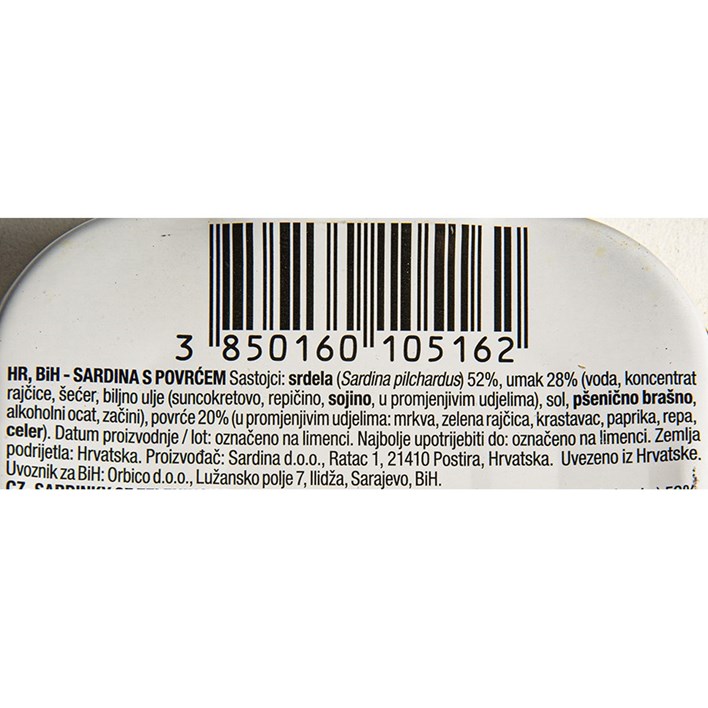 3 850160 105162
HR, BiH - SARDINA S POVRĆEM Sastojci: srdela (Sardina pilchardus) 52%, umak 28% (voda, koncentrat
rajčice, šećer, biljno ulje (suncokretovo, repičino, sojino, u promjenjivim udjelima), sol, pšenično brašno,
alkoholni ocat, začini), povrće 20% (u promjenjivim udjelima: mrkva, zelena rajčica, krastavac, paprika, repa,
celer). Datum proizvodnje / lot: označeno na limenci. Najbolje upotrijebiti do: označeno na limenci. Zemlja
podrijetla: Hrvatska. Proizvođač: Sardina d.o.o., Ratac 1, 21410 Postira, Hrvatska. Uvezeno iz Hrvatske.
Uvoznik za BiH: Orbico d.o.o., Lužansko polje 7, Ilidža, Sarajevo, BiH.